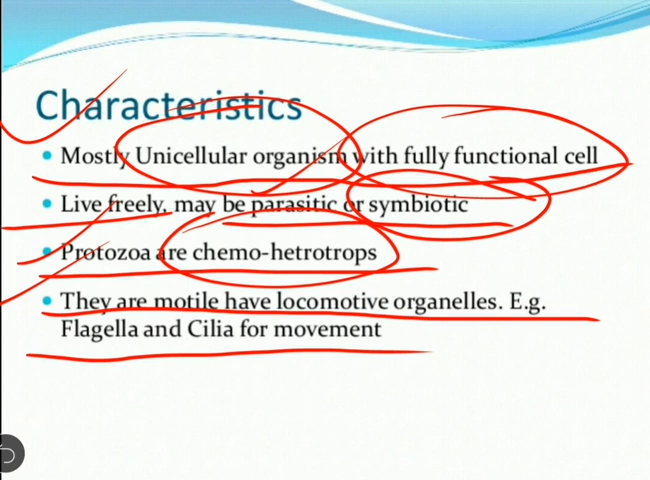 Characteristics
• Mostly Unicellular organism with fully functional cell
• Live freely, may be parasitic or symbiotic
• Protozoa are chemo-hetrotrops
• They are motile have locomotive organelles. E.g.
Flagella and Cilia for movement